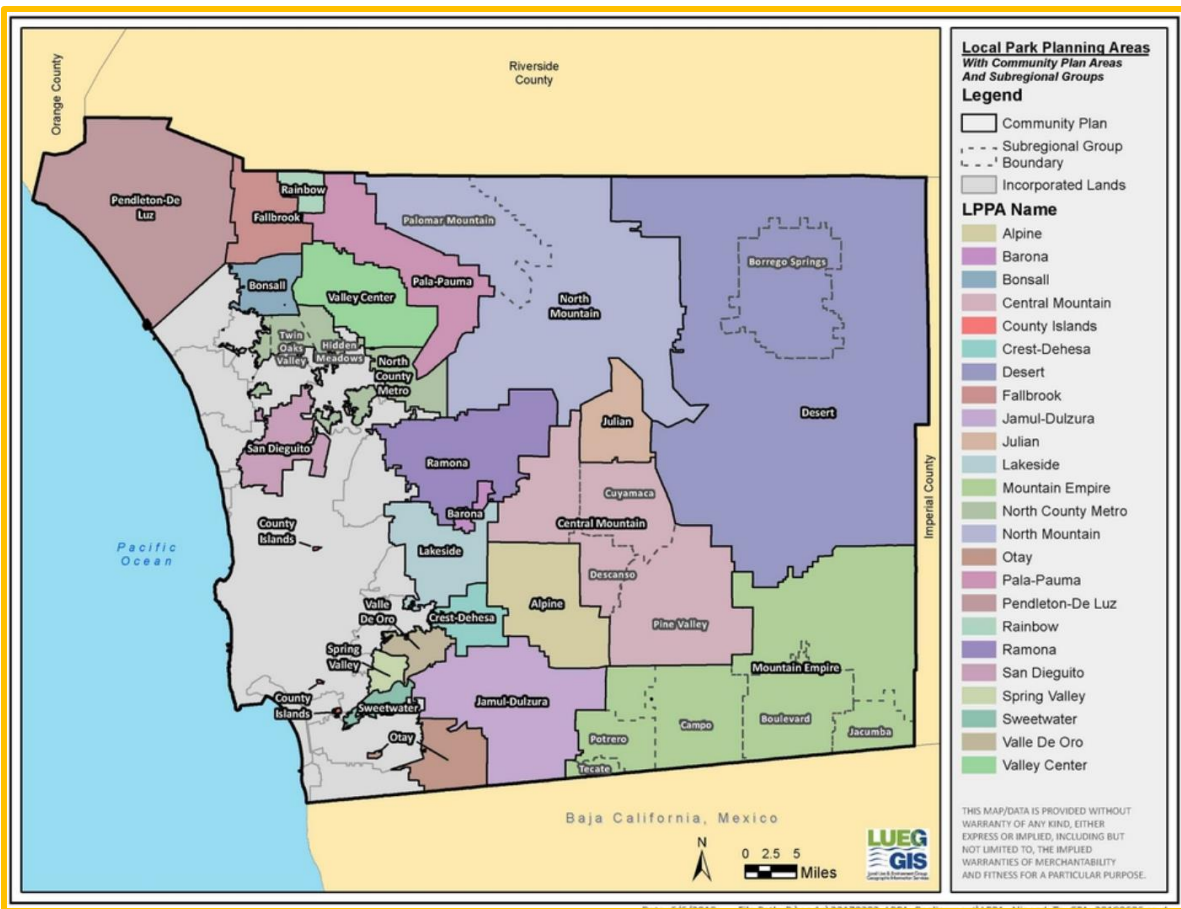 Orange County
Riverside
County
Pendleton-De
Luz
Rainbow
Fallbrook
Palomar Mountain
Borrego Springs
Bonsall
Valley Center
Pala-Pauma
North
Mountain
Twin
Oaks
Valley
Hidden
Meadows
North
County
Metro
Desert
Julian
San Dieguito
Ramona
Imperial County
Cuyamaca
Barona
County
Islands
Central Mountain
Pacific
Ocean
Lakeside
Descanso
Valle
De Oro
Crest-Dehesa
Alpine
Pine Valley
Spring
Valley
Mountain Empire
County
Islands
Sweetwater
Jamul-Dulzura
Campo
Boulevard
Jacumba
Otay
Potrero
Tecate
Baja California, Mexico
N
0 2.5 5
Miles
LUEG
GIS
Local Park Planning Areas
With Community Plan Areas
And Subregional Groups
Legend
Community Plan
Subregional Group
Boundary
Incorporated Lands
LPPA Name
Alpine
Barona
Bonsall
Central Mountain
County Islands
Crest-Dehesa
Desert
Fallbrook
Jamul-Dulzura
Julian
Lakeside
Mountain Empire
North County Metro
North Mountain
Otay
Pala-Pauma
Pendleton-De Luz
Rainbow
Ramona
San Dieguito
Spring Valley
Sweetwater
Valle De Oro
Valley Center
THIS MAP/DATA IS PROVIDED WITHOUT
WARRANTY OF ANY KIND, EITHER
EXPRESS OR IMPLIED, INCLUDING BUT
NOT LIMITED TO, THE IMPLIED
WARRANTIES OF MERCHANTABILITY
AND FITNESS FOR A PARTICULAR PURPOSE.